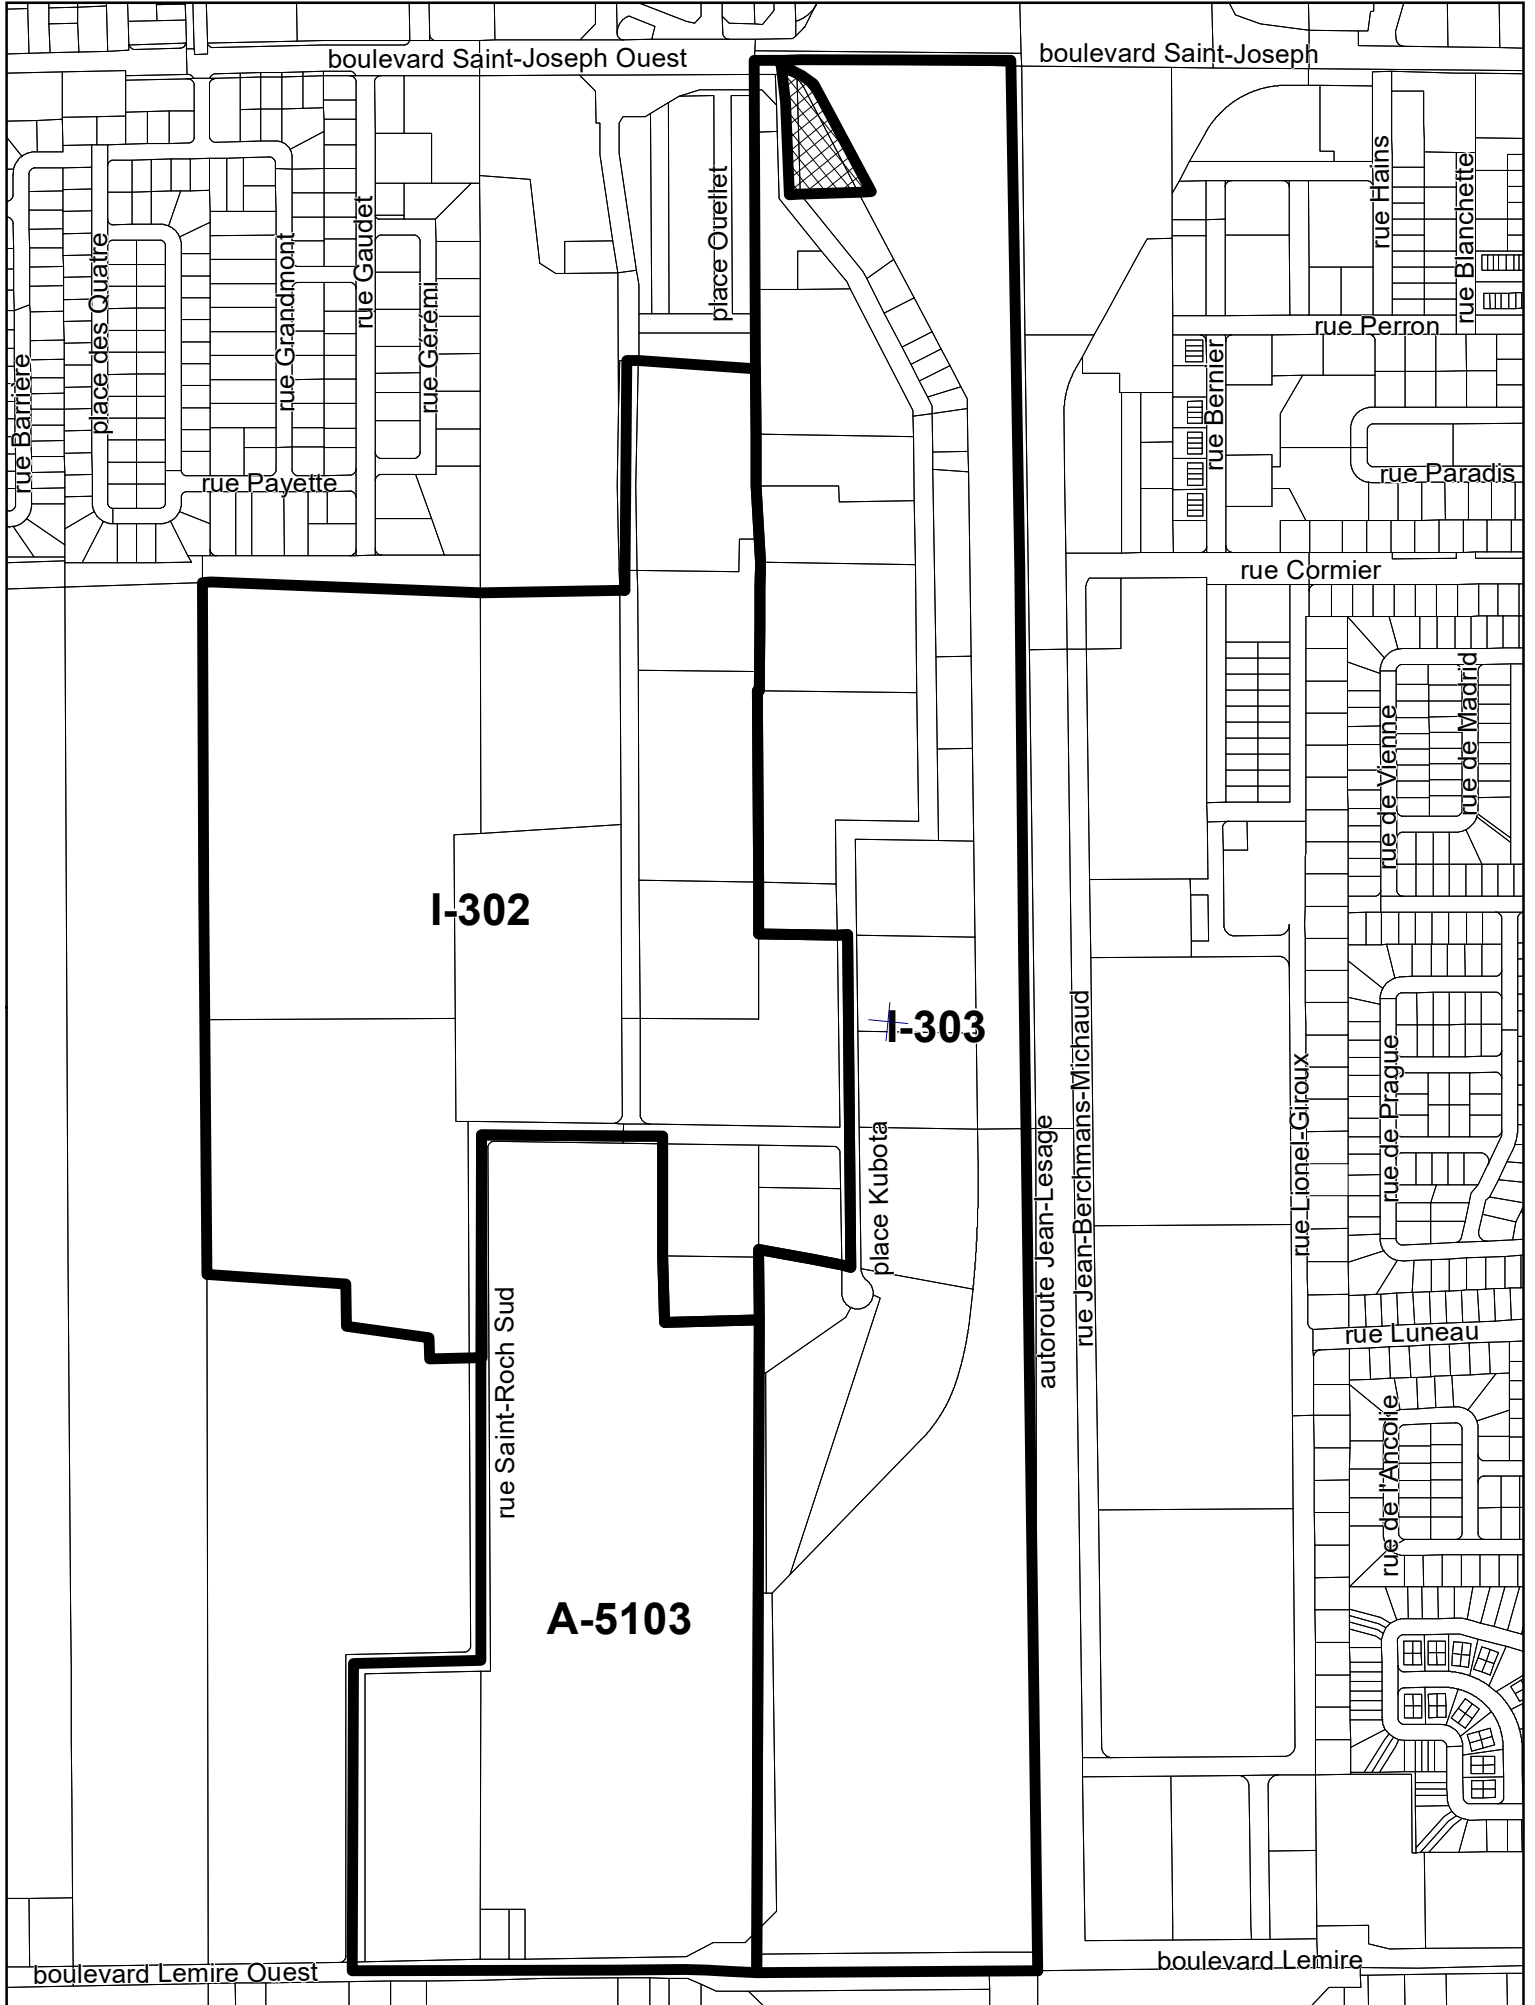 boulevard Saint-Joseph Ouest
boulevard Saint-Joseph
rue Hains
rue Blanchette
place Ouellet
rue Gaudet
place des Quatre
rue Grandmont
rue Gérémi
rue Barrière
rue Perron
rue Bernier
rue Payette
rue Paradis
rue Cormier
rue de Madrid
rue de Vienne
I-302
I-303
rue Jean-Berchmans-Michaud
rue de Prague
rue Lionel-Giroux
place Kubota
autoroute Jean-Lesage
rue Saint-Roch Sud
rue Luneau
rue de l'Ancolie
A-5103
boulevard Lemire Ouest
boulevard Lemire